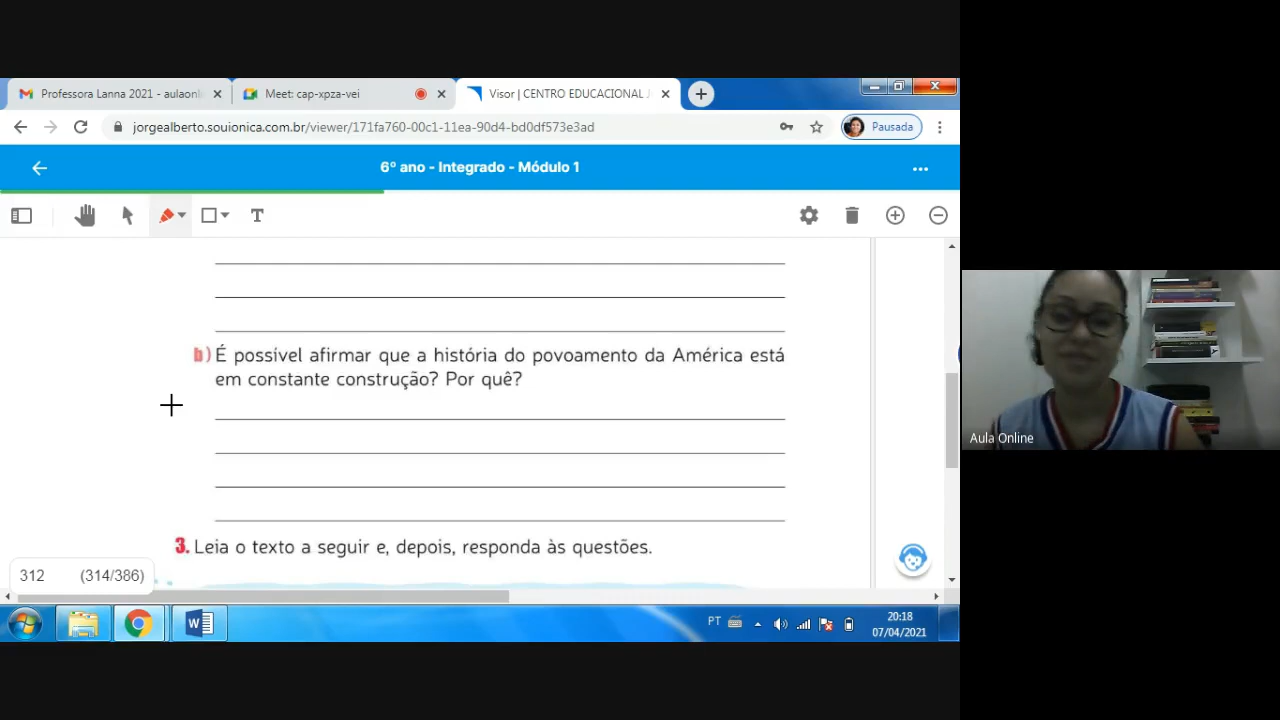 Professora Lanna 2021 - aulaonl
Meet: cap-xpza-vei
Visor | CENTRO EDUCACIONAL J
jorgealberto.souionica.com.br/viewer/171fa760-00c1-11ea-90d4-bd0df573e3ad
Pausada
6º ano - Integrado - Módulo 1
T
b) É possível afirmar que a história do povoamento da América está
em constante construção? Por quê?
Aula Online
3. Leia o texto a seguir e, depois, responda às questões.
312 (314/386)
PT
20:18
07/04/2021